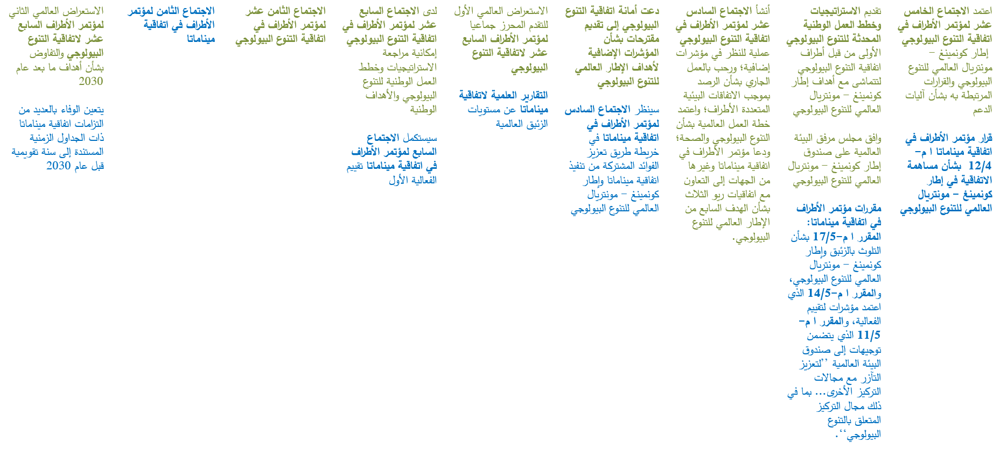 اعتمد الاجتماع الخامس
عشر لمؤتمر الأطراف في
اتفاقية التنوع البيولوجي
إطار كونمينغ –
مونتريال العالمي للتنوع
البيولوجي والقرارات
المرتبطة به بشأن آليات
الدعم
قرار مؤتمر الأطراف في
اتفاقية ميناماتا ا م–
12/4 بشأن مساهمة
الاتفاقية في إطار
كونمينغ – مونتريال
العالمي للتنوع البيولوجي
تقديم الاستراتيجيات
وخطط العمل الوطنية
المحدثة للتنوع البيولوجي
الأولى من قبل أطراف
اتفاقية التنوع البيولوجي
لتتماشى مع أهداف إطار
كونمينغ – مونتريال
العالمي للتنوع البيولوجي
وافق مجلس مرفق البيئة
العالمية على صندوق
إطار كونمينغ – مونتريال
العالمي للتنوع البيولوجي
مقررات مؤتمر الأطراف
في اتفاقية ميناماتا:
المقرر ا م–17/5 بشأن
التلوث بالزئبق وإطار
كونمينغ – مونتريال
العالمي للتنوع البيولوجي،
والمقرر ا م–14/5 الذي
اعتمد مؤشرات لتقييم
الفعالية، والمقرر ا م–
11/5 الذي يتضمن
توجيهات إلى صندوق
البيئة العالمية ’’لتعزيز
التآزر مع مجالات
التركيز الأخرى... بما في
ذلك مجال التركيز
المتعلق بالتنوع
البيولوجي‘‘.
أنشأ الاجتماع السادس
عشر لمؤتمر الأطراف في
اتفاقية التنوع البيولوجي
عملية للنظر في مؤشرات
إضافية؛ ورحب بالعمل
الجاري بشأن الرصد
بموجب الاتفاقات البيئية
المتعددة الأطراف؛ واعتمد
خطة العمل العالمية بشأن
التنوع البيولوجي والصحة؛
ودعا مؤتمر الأطراف في
اتفاقية ميناماتا وغيرها
من الجهات إلى التعاون
مع اتفاقيات ريو الثلاث
بشأن الهدف السابع من
الإطار العالمي للتنوع
البيولوجي.
دعت أمانة اتفاقية التنوع
البيولوجي إلى تقديم
مقترحات بشأن
المؤشرات الإضافية
لأهداف الإطار العالمي
للتنوع البيولوجي
سينظر الاجتماع السادس
لمؤتمر الأطراف في
اتفاقية ميناماتا في
خريطة طريق تعزيز
الفوائد المشتركة من تنفيذ
اتفاقية ميناماتا وإطار
كونمينغ – مونتريال
العالمي للتنوع البيولوجي
الاستعراض العالمي الأول
للتقدم المحرز جماعيا
لمؤتمر الأطراف السابع
عشر لاتفاقية التنوع
البيولوجي
التقارير العلمية لاتفاقية
ميناماتا عن مستويات
الزئبق العالمية
لدى الاجتماع السابع
عشر لمؤتمر الأطراف في
اتفاقية التنوع البيولوجي
إمكانية مراجعة
الاستراتيجيات وخطط
العمل الوطنية للتنوع
البيولوجي والأهداف
الوطنية
سيستكمل الاجتماع
السابع لمؤتمر الأطراف
في اتفاقية ميناماتا تقييم
الفعالية الأول
الاجتماع الثامن عشر
لمؤتمر الأطراف في
اتفاقية التنوع البيولوجي
الاجتماع الثامن لمؤتمر
الأطراف في اتفاقية
ميناماتا
الاستعراض العالمي الثاني
لمؤتمر الأطراف السابع
عشر لاتفاقية التنوع
البيولوجي والتفاوض
بشأن أهداف ما بعد عام
2030
يتعين الوفاء بالعديد من
التزامات اتفاقية ميناماتا
ذات الجداول الزمنية
المستندة إلى سنة تقويمية
قبل عام 2030